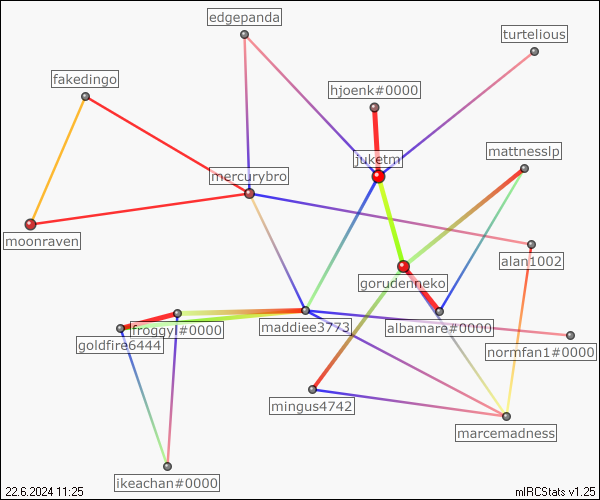 edgepanda
turtelious
fakedingo
hjoenk#0000
mattnesslp
juketm
mercurybro
moonraven
alan1002
gorudenneko
froggyl#0000
maddiee3773
albamare#0000
goldfire6444
normfan1#0000
mingus4742
marcemadness
ikeachan#0000
22.6.2024 11:25
mIRCStats v1.25